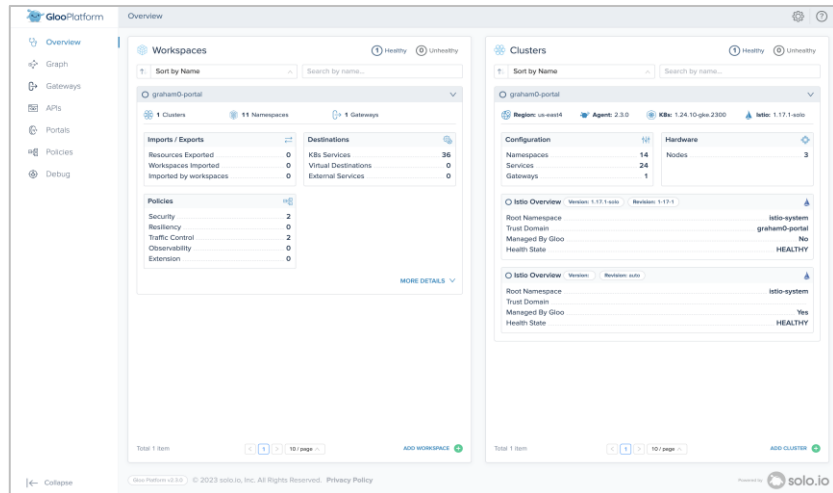 GlooPlatform
Overview
Overview
Graph
Gateways
APIs
Portals
Policies
Debug
Workspaces
1 Healthy 0 Unhealthy
Sort by Name
Search by name...
graham0-portal
1 Clusters 11 Namespaces 1 Gateways
Imports / Exports
Resources Exported 0
Workspaces Imported 0
Imported by workspaces 0
Destinations
K8s Services 36
Virtual Destinations 0
External Services 0
Policies
Security 2
Resiliency 0
Traffic Control 2
Observability 0
Extension 0
MORE DETAILS
Total 1 item
1
10 / page
ADD WORKSPACE
Clusters
1 Healthy 0 Unhealthy
Sort by Name
Search by name...
graham0-portal
Region: us-east4 Agent: 2.3.0 K8s: 1.24.10-gke.2300 Istio: 1.17.1-solo
Configuration
Namespaces 14
Services 24
Gateways 1
Hardware
Nodes 3
Istio Overview Version: 1.17.1-solo Revision: 1-17-1
Root Namespace istio-system
Trust Domain graham0-portal
Managed By Gloo No
Health State HEALTHY
Istio Overview Version: Revision: auto
Root Namespace istio-system
Trust Domain
Managed By Gloo Yes
Health State HEALTHY
Total 1 item
1
10 / page
ADD CLUSTER
Collapse
Gloo Platform v2.3.0 © 2023 solo.io, Inc. All Rights Reserved. Privacy Policy
Powered by solo.io